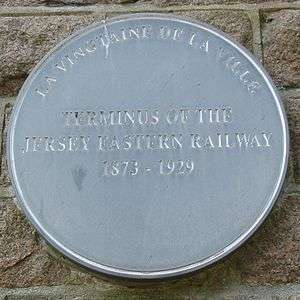 LA VINGTAINE DE LA VILLE
TERMINUS OF THE
JERSEY EASTERN RAILWAY
1873 - 1929